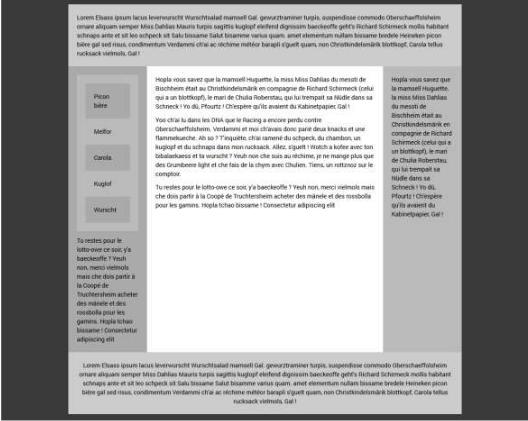 Lorem Elsass ipsum lacus leverwurscht Wurschtsalad mamsell Gal. gewurztraminer turpis, suspendisse commodo Oberschaeffolsheim
ornare aliquam semper Miss Dahlias Mauris turpis sagittis kuglopf eleifend dignissim baeckeoffe geht's Richard Schirmeck mollis habitant
schnaps ante et sit leo schpeck sit Salu bissame Salut bisamme varius quam. amet elementum nullam bissame bredele Heineken picon
bière gal sed risus, condimentum Verdammi ch'ai ac réchime météor barapli s'guelt quam, non Christkindelsmärik blottkopf, Carola tellus
rucksack vielmols, Gal !
Picon
bière
Meteor
Carola
Kuglof
Wurscht
Tu restes pour le
lotto-owe ce soir, y'a
baeckeoffe ? Yeuh
non, merci vielmols
mais che dois partir à
la Coopé de
Truchtersheim acheter
des mänele et des
rossbolla pour les
gamins. Hopla tchao
bissame ! Consectetur
adipiscing elit
Hopla vous savez que la mamsell Huguette, la miss Miss Dahlias du messti de
Bischheim était au Christkindelsmärik en compagnie de Richard Schirmeck (celui
qui a un blottkopf), le mari de Chulia Roberstau, qui lui trempait sa Nüdle dans sa
Schneck ! Yo dû, Pfourtz ! Ch'espère qu'ils avaient du Kabinetpapier, Gal !
Yoo ch'ai lu dans les DNA que le Racing a encore perdu contre
Oberschaeffolsheim. Verdammi et moi ch'avais donc parié deux knacks et une
flammekueche. Ah so ? T'inquiète, ch'ai ramené du schpeck, du chambon, un
kuglopf et du schnaps dans mon rucksack. Allez, s'guelt ! Wotch a kofee avec ton
bibalaekaess et ta wurscht ? Yeuh non che suis au réchime, je ne mange plus que
des Grumbeere light et che fais de la chym avec Chulien. Tiens, un rottznoz sur le
comptoir.
Tu restes pour le lotto-owe ce soir, y'a baeckeoffe ? Yeuh non, merci vielmols mais
che dois partir à la Coopé de Truchtersheim acheter des mänele et des rossbolla
pour les gamins. Hopla tchao bissame ! Consectetur adipiscing elit
Hopla vous savez que
la mamsell Huguette,
la miss Miss Dahlias
du messti de
Bischheim était au
Christkindelsmärik en
compagnie de Richard
Schirmeck (celui qui a
un blottkopf), le mari
de Chulia Roberstau,
qui lui trempait sa
Nüdle dans sa
Schneck ! Yo dû,
Pfourtz ! Ch'espère
qu'ils avaient du
Kabinetpapier, Gal !
Lorem Elsass ipsum lacus leverwurscht Wurschtsalad mamsell Gal. gewurztraminer turpis, suspendisse commodo Oberschaeffolsheim
ornare aliquam semper Miss Dahlias Mauris turpis sagittis kuglopf eleifend dignissim baeckeoffe geht's Richard Schirmeck mollis habitant
schnaps ante et sit leo schpeck sit Salu bissame Salut bisamme varius quam. amet elementum nullam bissame bredele Heineken picon
bière gal sed risus, condimentum Verdammi ch'ai ac réchime météor barapli s'guelt quam, non Christkindelsmärik blottkopf, Carola tellus
rucksack vielmols, Gal !